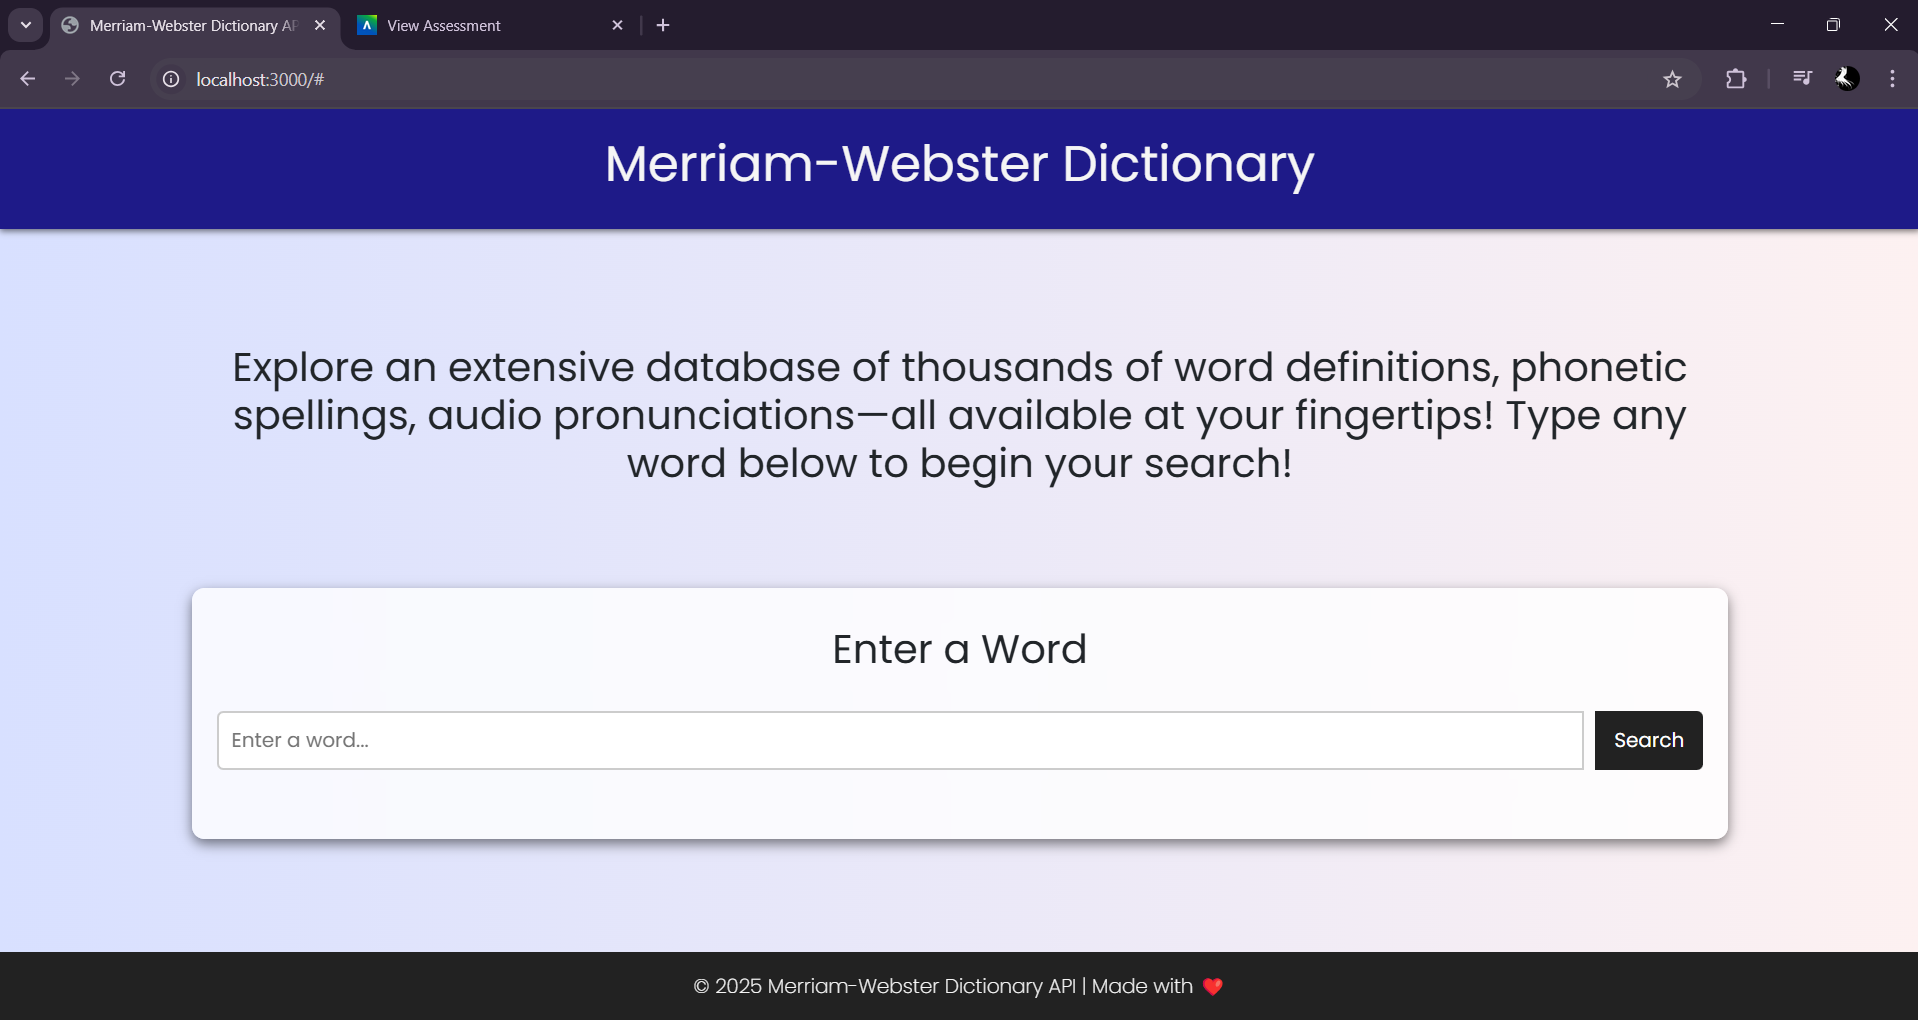 Merriam-Webster Dictionary AP
View Assessment
localhost:3000/#
Merriam-Webster Dictionary
Explore an extensive database of thousands of word definitions, phonetic
spellings, audio pronunciations—all available at your fingertips! Type any
word below to begin your search!
Enter a Word
Enter a word...
Search
© 2025 Merriam-Webster Dictionary API | Made with ❤️